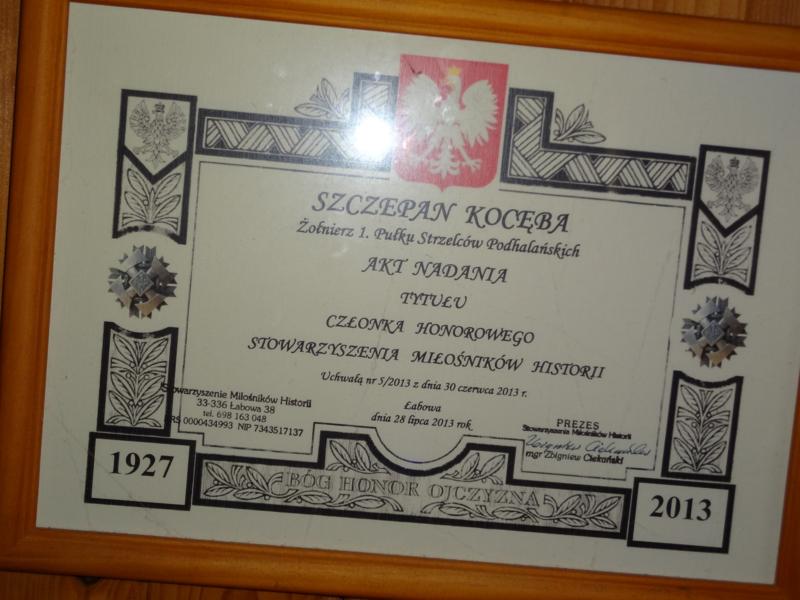 SZCZEPAN KOCĘBA
Żołnierz 1. Pułku Strzelców Podhalańskich
AKT NADANIA
TYTUŁU
CZŁONKA HONOROWEGO
STOWARZYSZENIA MIŁOŚNIKÓW HISTORII
Uchwałą nr 5/2013 z dnia 30 czerwca 2013 r.
Łabowa
dnia 28 lipca 2013 rok
Stowarzyszenie Miłośników Historii
33-336 Łabowa 38
tel. 698 163 048
KRS 0000434993 NIP 7343517137
PREZES
Stowarzyszenia Miłośników Historii
mgr Zbigniew Ciekański
1927
BÓG HONOR OJCZYZNA
2013